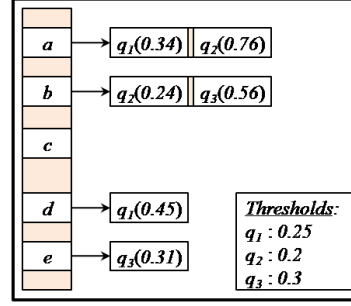 a q₁(0.34) q₂(0.76)
b q₂(0.24) q₃(0.56)
c
d q₁(0.45)
e q₃(0.31)
Thresholds:
q₁ : 0.25
q₂ : 0.2
q₃ : 0.3